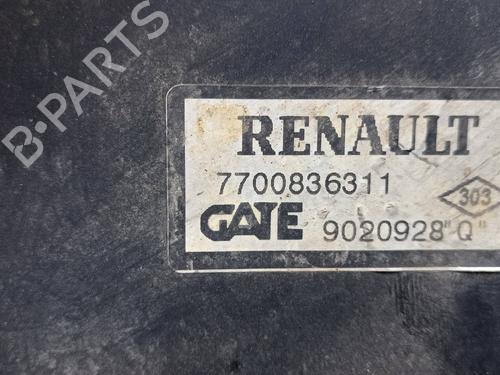 B-PARTS
RENAULT
7700836311
303
GATE
9020928"Q"